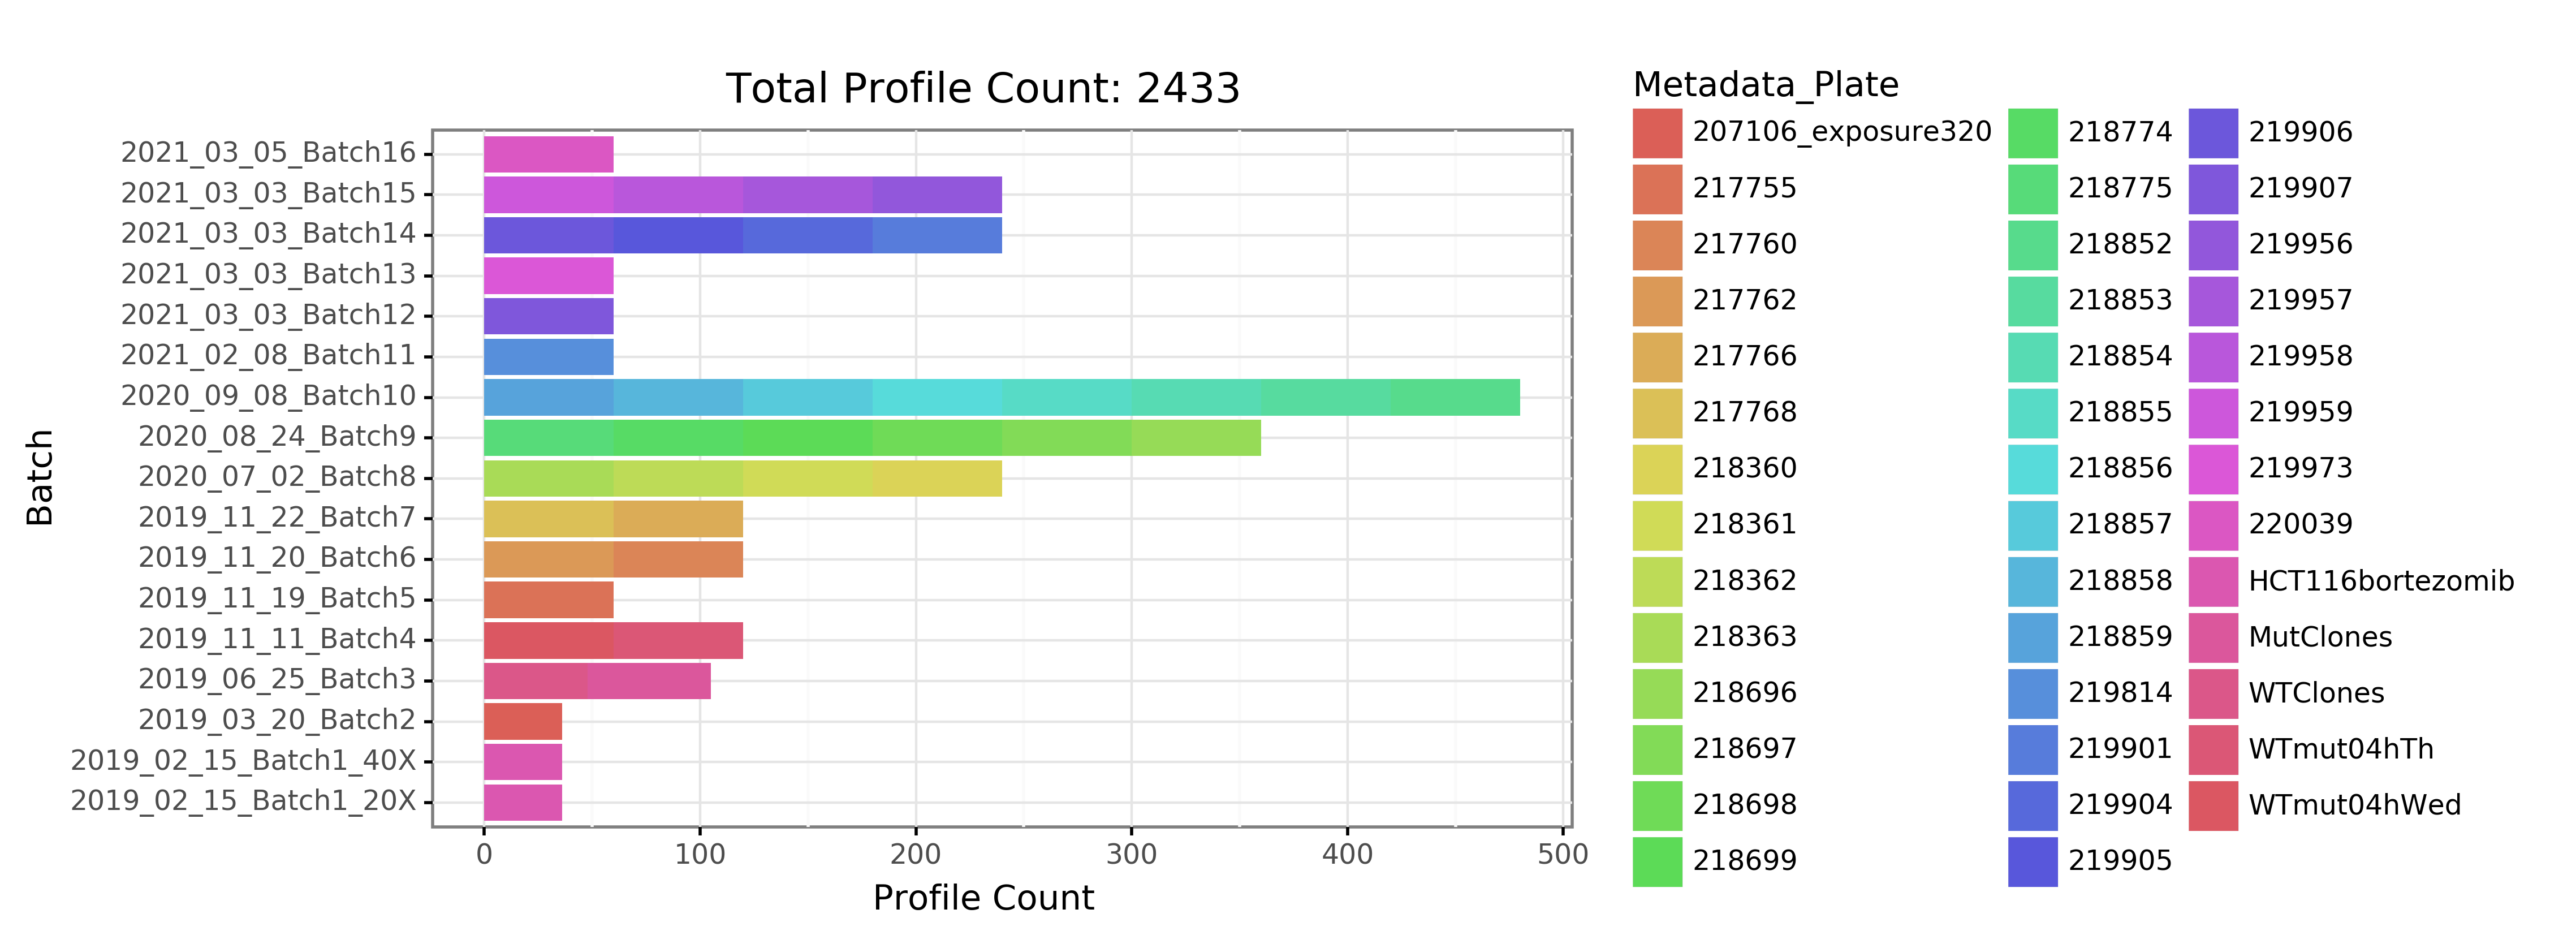 Total Profile Count: 2433
Batch
2021_03_05_Batch16
2021_03_03_Batch15
2021_03_03_Batch14
2021_03_03_Batch13
2021_03_03_Batch12
2021_02_08_Batch11
2020_09_08_Batch10
2020_08_24_Batch9
2020_07_02_Batch8
2019_11_22_Batch7
2019_11_20_Batch6
2019_11_19_Batch5
2019_11_11_Batch4
2019_06_25_Batch3
2019_03_20_Batch2
2019_02_15_Batch1_40X
2019_02_15_Batch1_20X
0 100 200 300 400 500
Profile Count
Metadata_Plate
207106_exposure320
217755
217760
217762
217766
217768
218360
218361
218362
218363
218696
218697
218698
218699
218774
218775
218852
218853
218854
218855
218856
218857
218858
218859
219814
219901
219904
219905
219906
219907
219956
219957
219958
219959
219973
220039
HCT116bortezomib
MutClones
WTClones
WTmut04hTh
WTmut04hWed